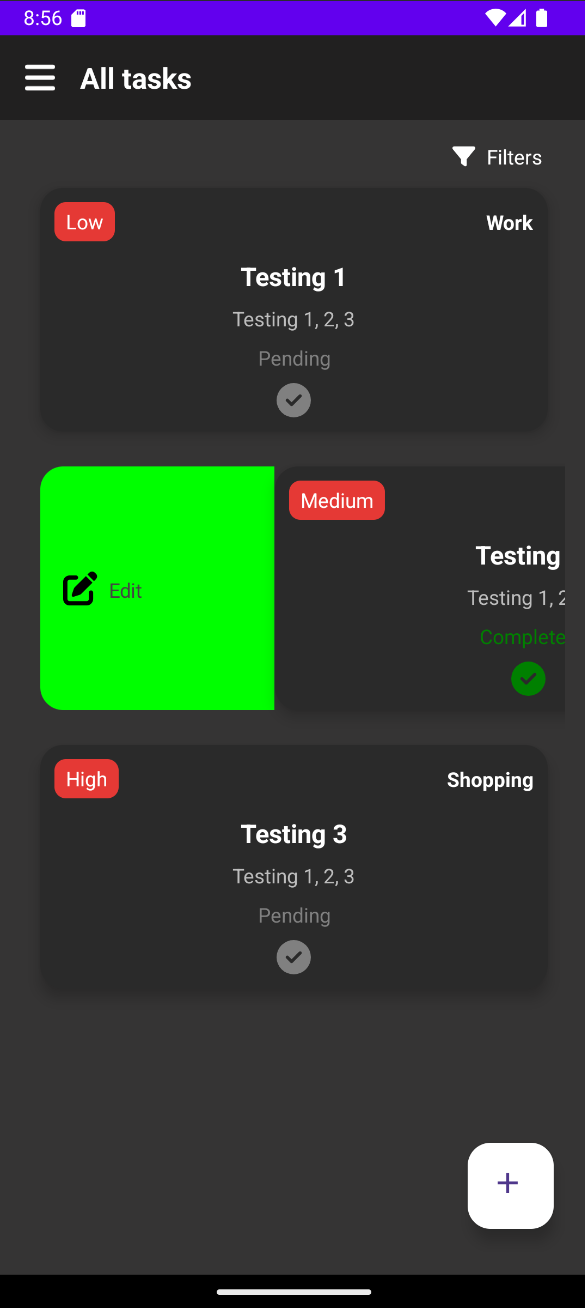 8:56
All tasks
Filters
Low
Work
Testing 1
Testing 1, 2, 3
Pending
Edit
Medium
Testing
Testing 1, 2
Complete
High
Shopping
Testing 3
Testing 1, 2, 3
Pending
+